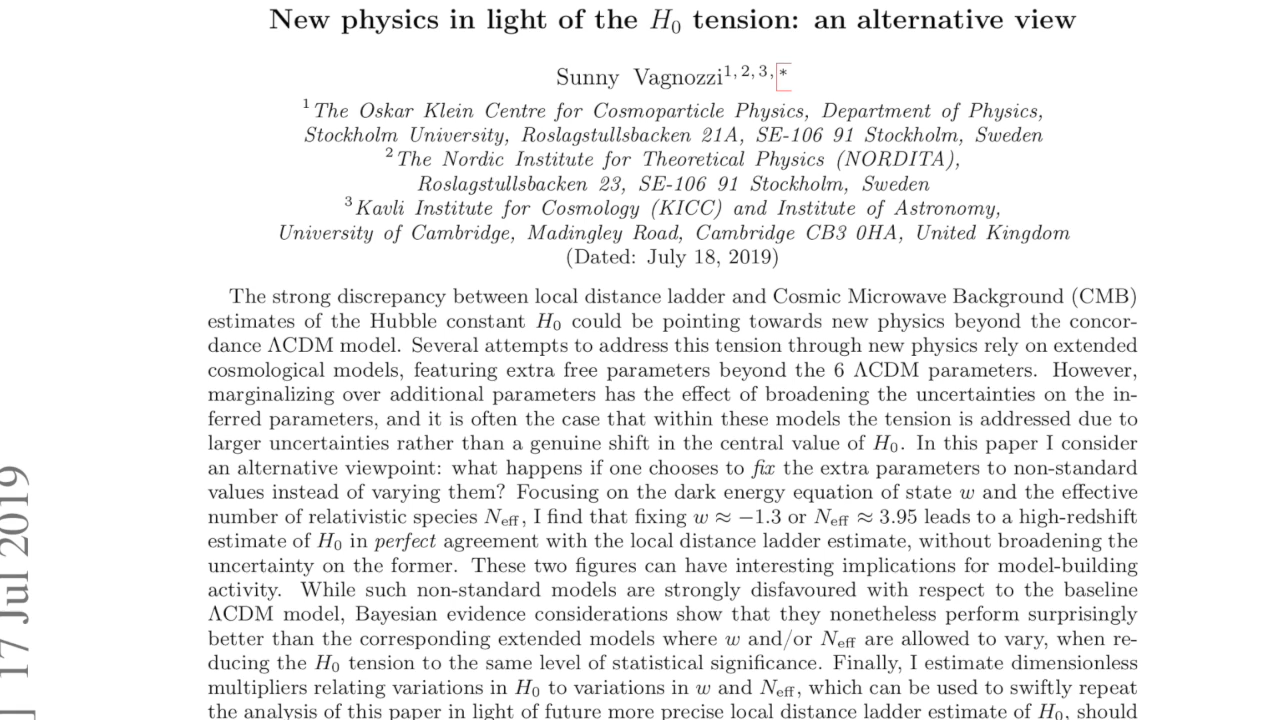 New physics in light of the H0 tension: an alternative view
Sunny Vagnozzi1, 2, 3, *
1 The Oskar Klein Centre for Cosmoparticle Physics, Department of Physics,
Stockholm University, Roslagstullsbacken 21A, SE-106 91 Stockholm, Sweden
2 The Nordic Institute for Theoretical Physics (NORDITA),
Roslagstullsbacken 23, SE-106 91 Stockholm, Sweden
3 Kavli Institute for Cosmology (KICC) and Institute of Astronomy,
University of Cambridge, Madingley Road, Cambridge CB3 0HA, United Kingdom
(Dated: July 18, 2019)
The strong discrepancy between local distance ladder and Cosmic Microwave Background (CMB)
estimates of the Hubble constant H0 could be pointing towards new physics beyond the concor-
dance ΛCDM model. Several attempts to address this tension through new physics rely on extended
cosmological models, featuring extra free parameters beyond the 6 ΛCDM parameters. However,
marginalizing over additional parameters has the effect of broadening the uncertainties on the in-
ferred parameters, and it is often the case that within these models the tension is addressed due to
larger uncertainties rather than a genuine shift in the central value of H0. In this paper I consider
an alternative viewpoint: what happens if one chooses to fix the extra parameters to non-standard
values instead of varying them? Focusing on the dark energy equation of state w and the effective
number of relativistic species Neff, I find that fixing w ≈ −1.3 or Neff ≈ 3.95 leads to a high-redshift
estimate of H0 in perfect agreement with the local distance ladder estimate, without broadening the
uncertainty on the former. These two figures can have interesting implications for model-building
activity. While such non-standard models are strongly disfavoured with respect to the baseline
ΛCDM model, Bayesian evidence considerations show that they nonetheless perform surprisingly
better than the corresponding extended models where w and/or Neff are allowed to vary, when re-
ducing the H0 tension to the same level of statistical significance. Finally, I estimate dimensionless
multipliers relating variations in H0 to variations in w and Neff, which can be used to swiftly repeat
the analysis of this paper in light of future more precise local distance ladder estimate of H0, should
] 17 Jul 2019